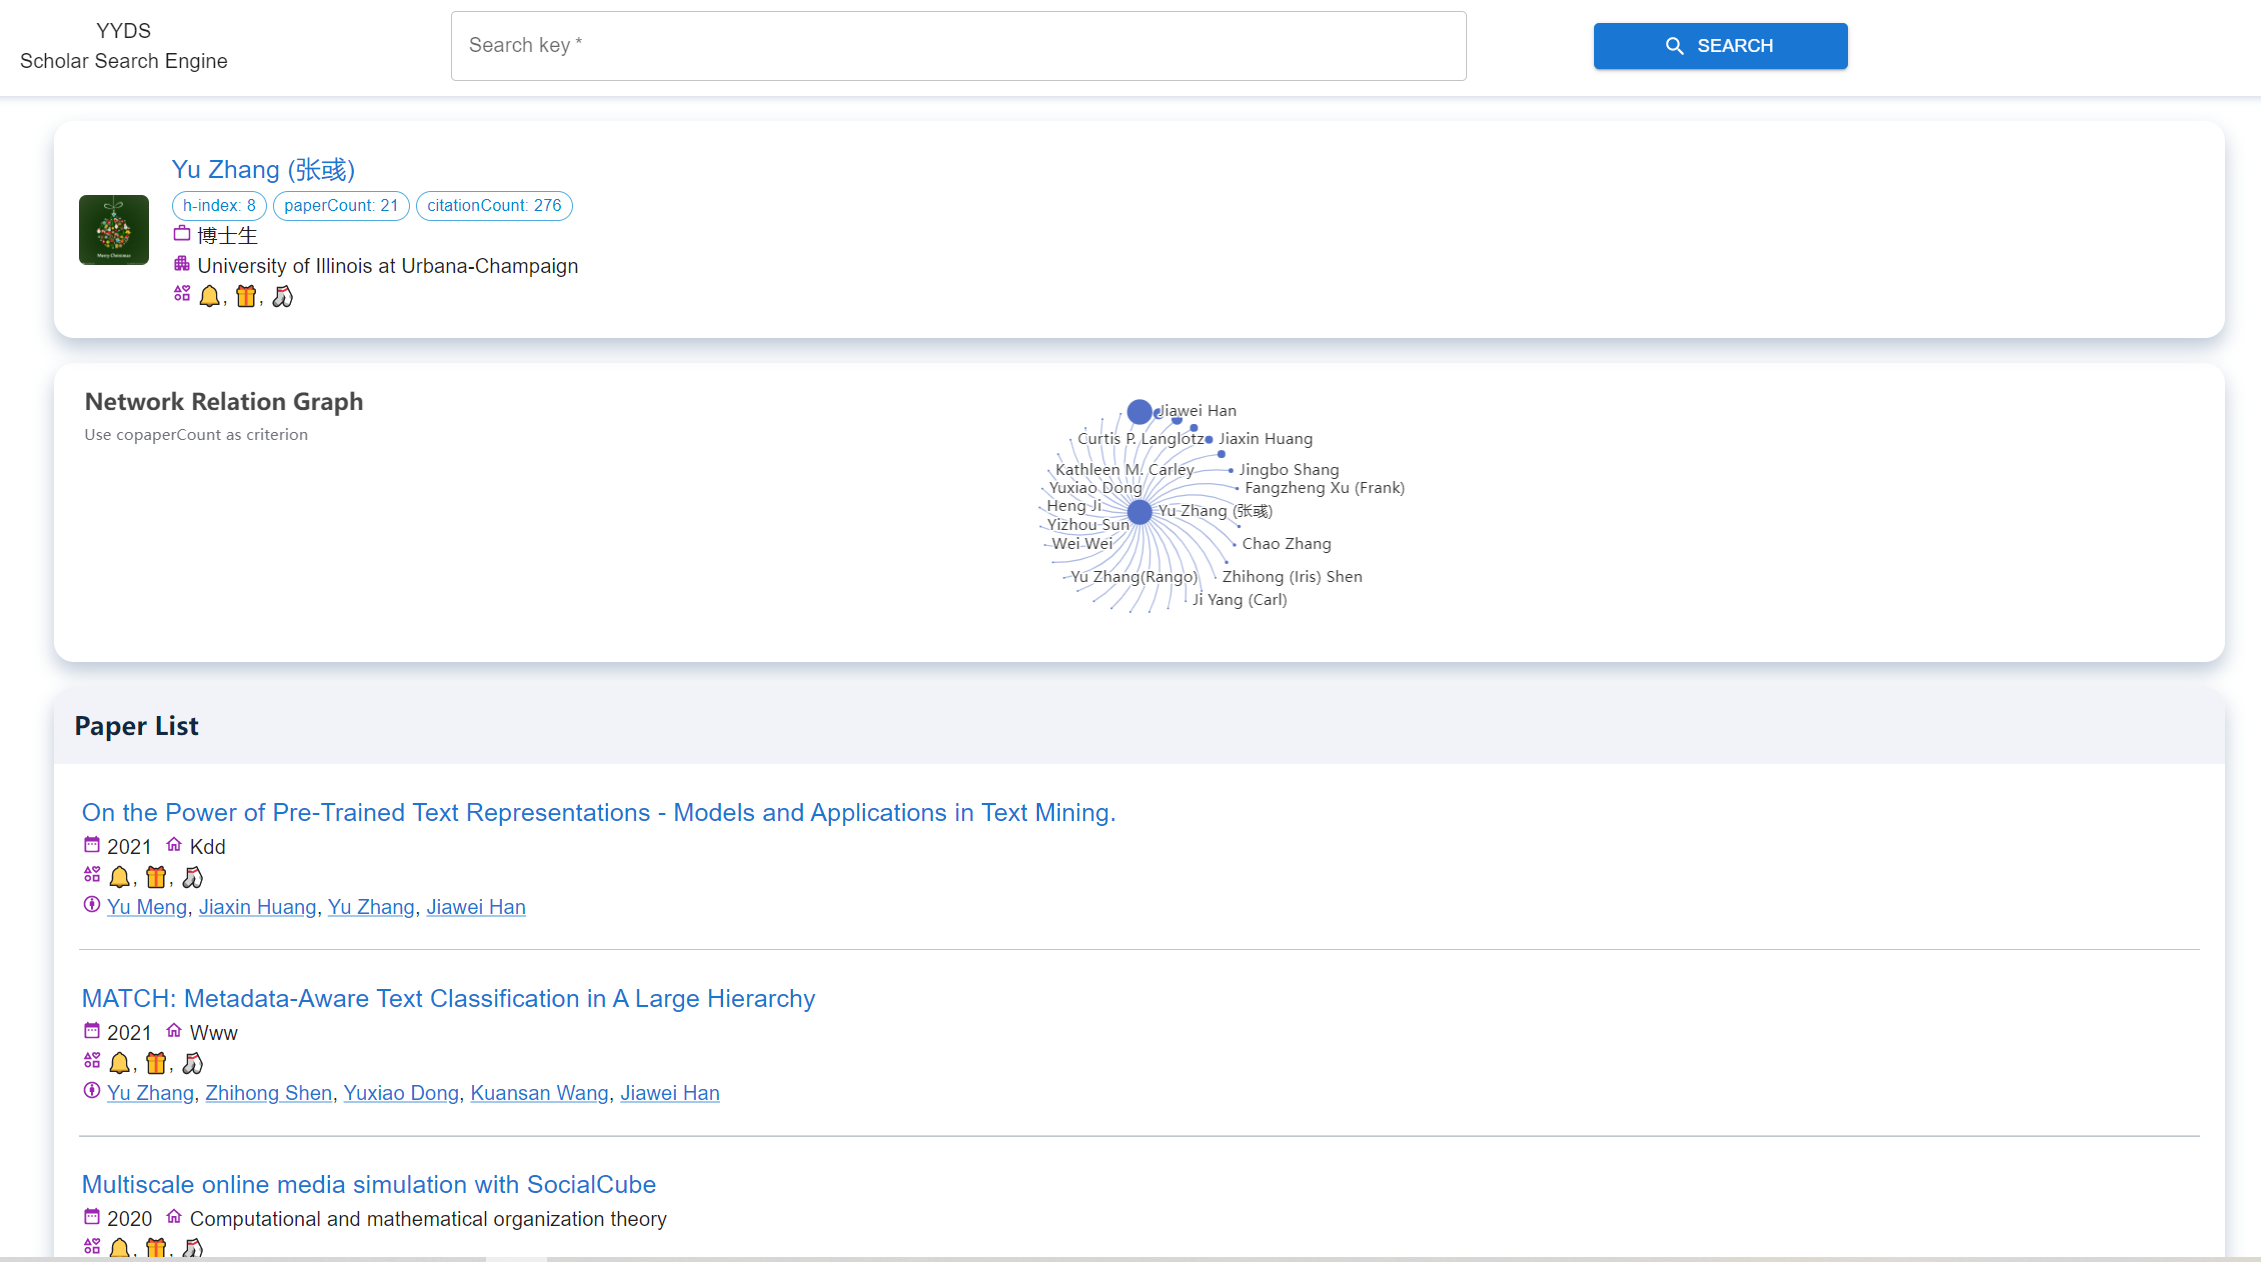 YYDS
Scholar Search Engine
Search key *
SEARCH
Yu Zhang (张彧)
h-index: 8 paperCount: 21 citationCount: 276
博士生
University of Illinois at Urbana-Champaign
🔔, 🎁, 🧦
Network Relation Graph
Use copaperCount as criterion
Jiawei Han
Curtis P. Langlotz
Jiaxin Huang
Kathleen M. Carley
Jingbo Shang
Yuxiao Dong
Fangzheng Xu (Frank)
Heng Ji
Yu Zhang (张彧)
Yizhou Sun
Wei Wei
Chao Zhang
Yu Zhang(Rango)
Zhihong (Iris) Shen
Ji Yang (Carl)
Paper List
On the Power of Pre-Trained Text Representations - Models and Applications in Text Mining.
2021 Kdd
🔔, 🎁, 🧦
Yu Meng, Jiaxin Huang, Yu Zhang, Jiawei Han
MATCH: Metadata-Aware Text Classification in A Large Hierarchy
2021 Www
🔔, 🎁, 🧦
Yu Zhang, Zhihong Shen, Yuxiao Dong, Kuansan Wang, Jiawei Han
Multiscale online media simulation with SocialCube
2020 Computational and mathematical organization theory
🔔, 🎁, 🧦